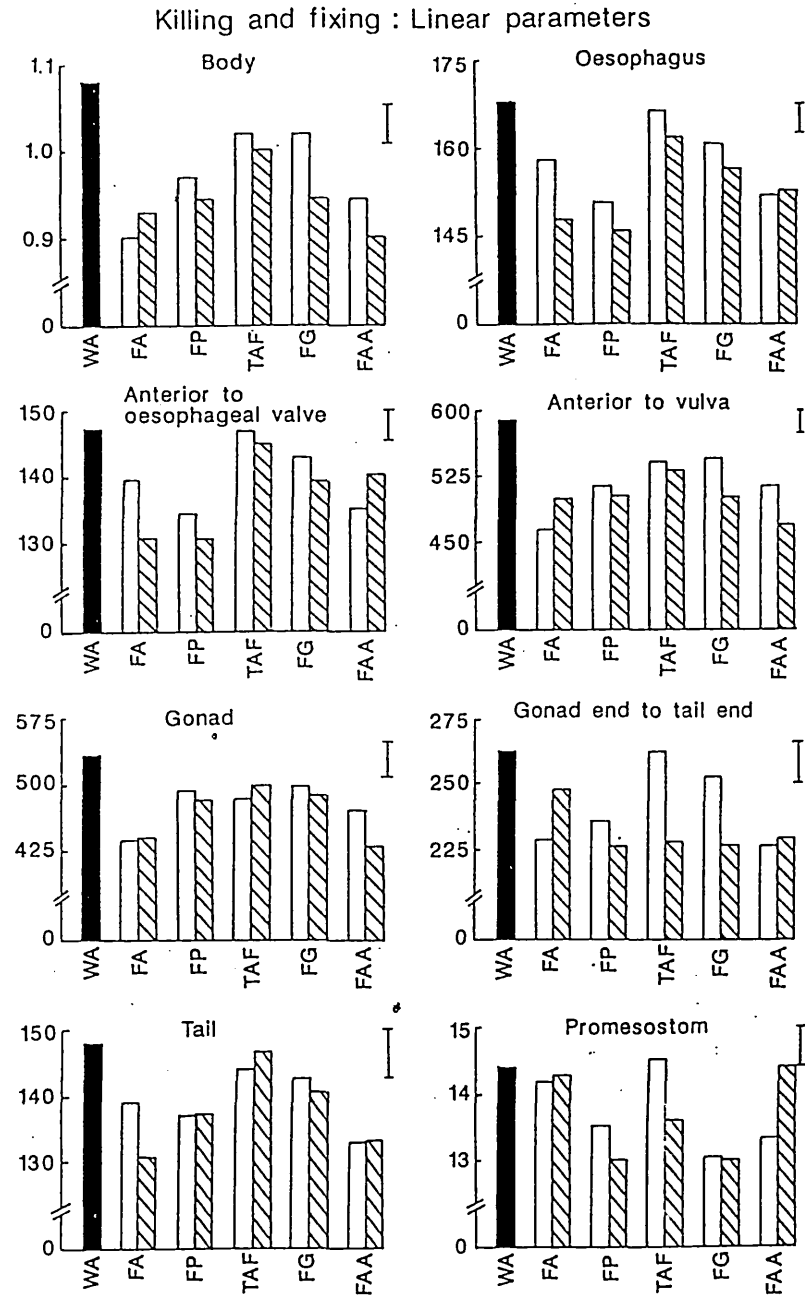 Killing and fixing : Linear parameters
Body
1.1
1.0
0.9
0
WA FA FP TAF FG FAA
Oesophagus
175
160
145
0
WA FA FP TAF FG FAA
Anterior to
oesophageal valve
150
140
130
0
WA FA FP TAF FG FAA
Anterior to vulva
600
525
450
0
WA FA FP TAF FG FAA
Gonad
575
500
425
0
WA FA FP TAF FG FAA
Gonad end to tail end
275
250
225
0
WA FA FP TAF FG FAA
Tail
150
140
130
0
WA FA FP TAF FG FAA
Promesostom
15
14
13
0
WA FA FP TAF FG FAA